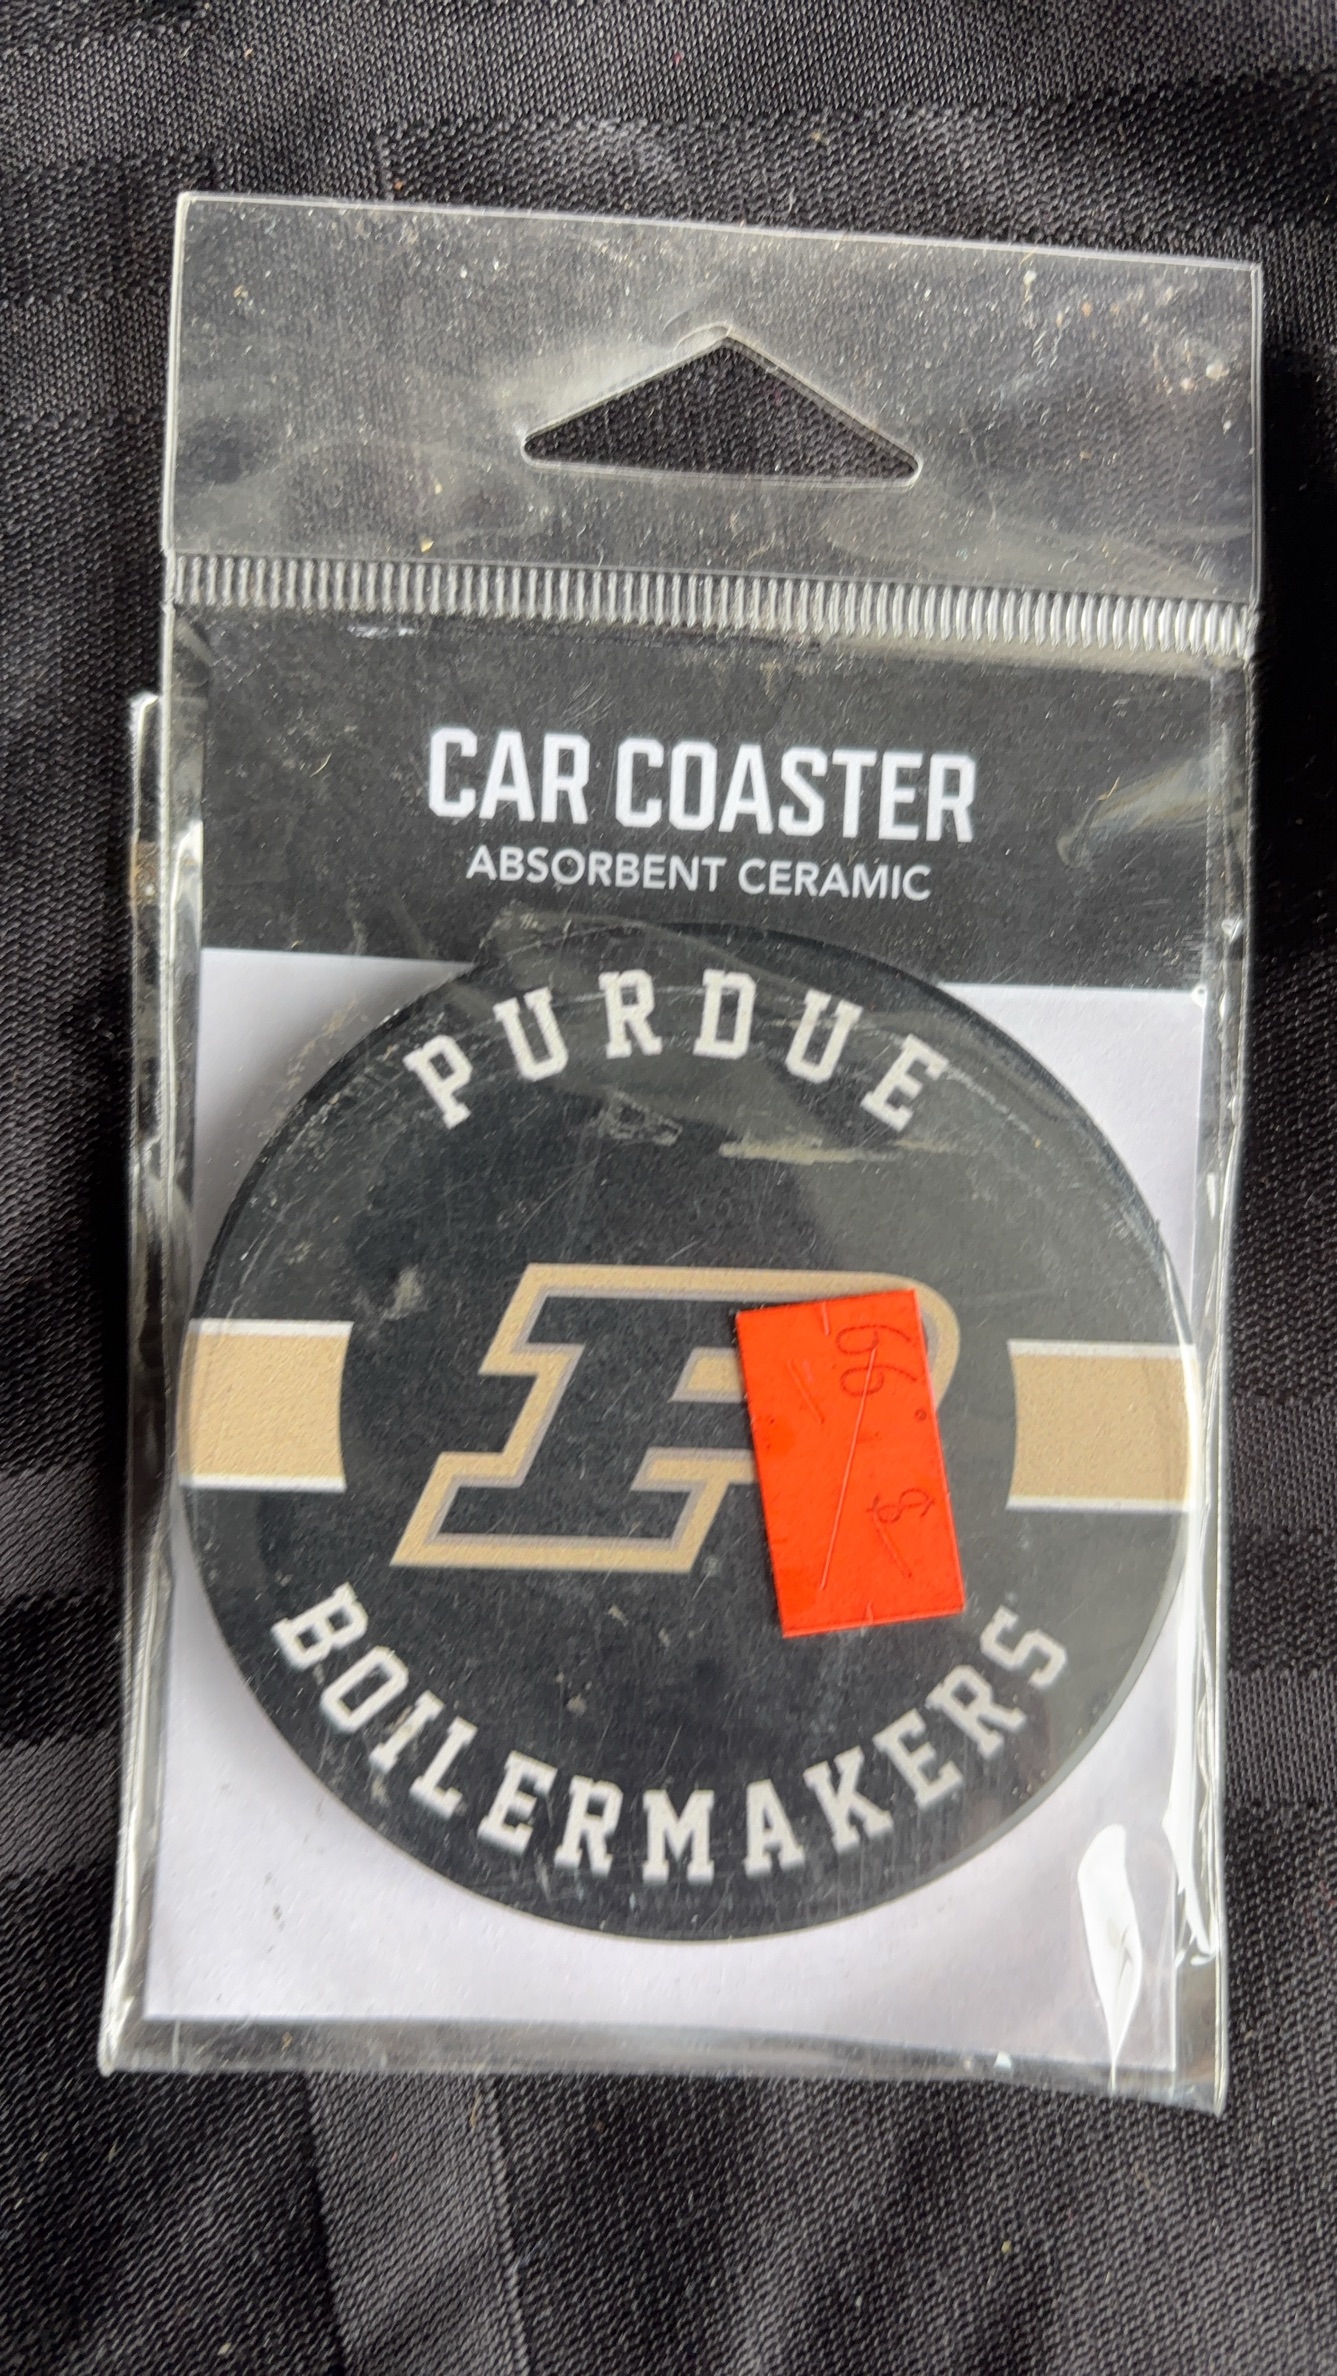 CAR COASTER
ABSORBENT CERAMIC
PURDUE
P
BOILERMAKERS